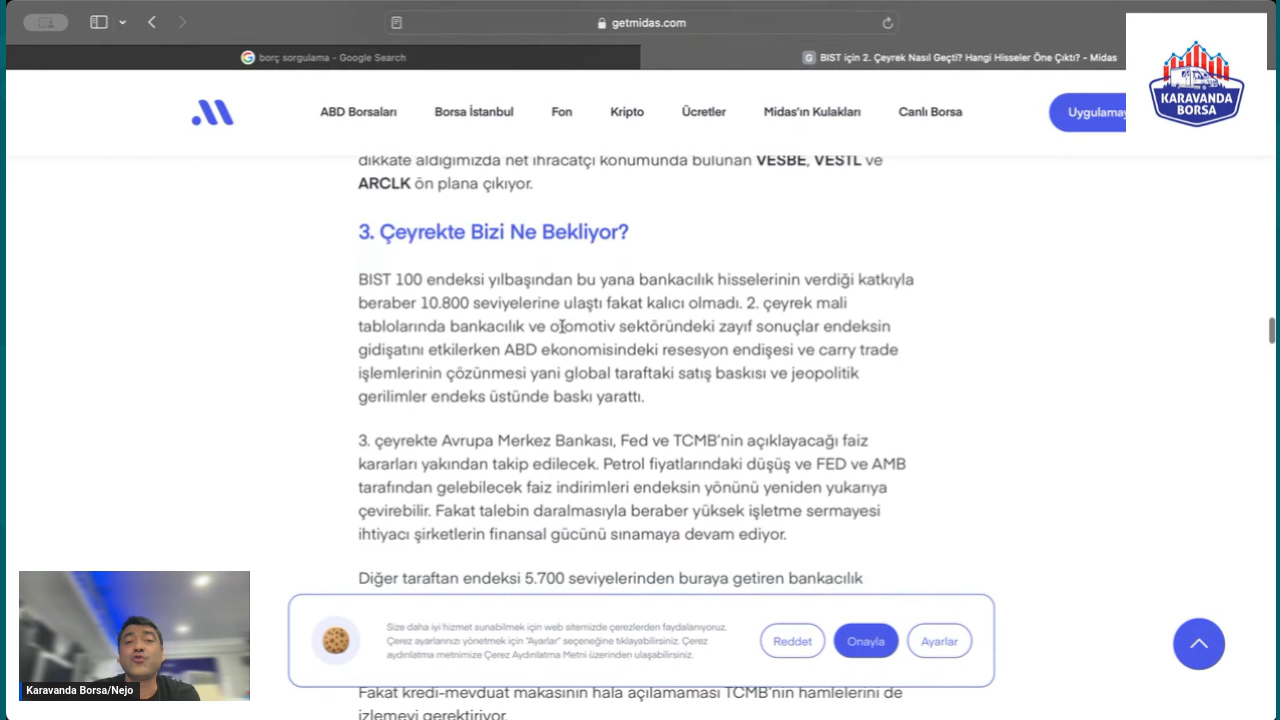 getmidas.com
borç sorgulama - Google Search
BIST için 2. Çeyrek Nasıl Geçti? Hangi Hisseler Öne Çıktı? - Midas
KARAVANDA
BORSA
ABD Borsaları
Borsa İstanbul
Fon
Kripto
Ücretler
Midas'ın Kulakları
Canlı Borsa
dikkate aldığımızda net ihracatçı konumunda bulunan VESBE, VESTL ve
ARCLK ön plana çıkıyor.
3. Çeyrekte Bizi Ne Bekliyor?
BIST 100 endeksi yılbaşından bu yana bankacılık hisselerinin verdiği katkıyla
beraber 10.800 seviyelerine ulaştı fakat kalıcı olmadı. 2. çeyrek mali
tablolarında bankacılık ve otomotiv sektöründeki zayıf sonuçlar endeksin
gidişatını etkilerken ABD ekonomisindeki resesyon endişesi ve carry trade
işlemlerinin çözünmesi yani global taraftaki satış baskısı ve jeopolitik
gerilimler endeks üstünde baskı yarattı.
3. çeyrekte Avrupa Merkez Bankası, Fed ve TCMB'nin açıklayacağı faiz
kararları yakından takip edilecek. Petrol fiyatlarındaki düşüş ve FED ve AMB
tarafından gelebilecek faiz indirimleri endeksin yönünü yeniden yukarıya
çevirebilir. Fakat talebin daralmasıyla beraber yüksek işletme sermayesi
ihtiyacı şirketlerin finansal gücünü sınamaya devam ediyor.
Diğer taraftan endeksi 5.700 seviyelerinden buraya getiren bankacılık
Size daha iyi hizmet sunabilmek için web sitemizde çerezlerden faydalanıyoruz.
Çerez ayarlarınızı yönetmek için "Ayarlar" seçeneğine tıklayabilirsiniz. Çerez
aydınlatma metnimize Çerez Aydınlatma Metni üzerinden ulaşabilirsiniz.
Reddet
Onayla
Ayarlar
Fakat kredi-mevduat makasının hala açılamaması TCMB'nin hamlelerini de
izlemeyi gerektiriyor.
Karavanda Borsa/Nejo